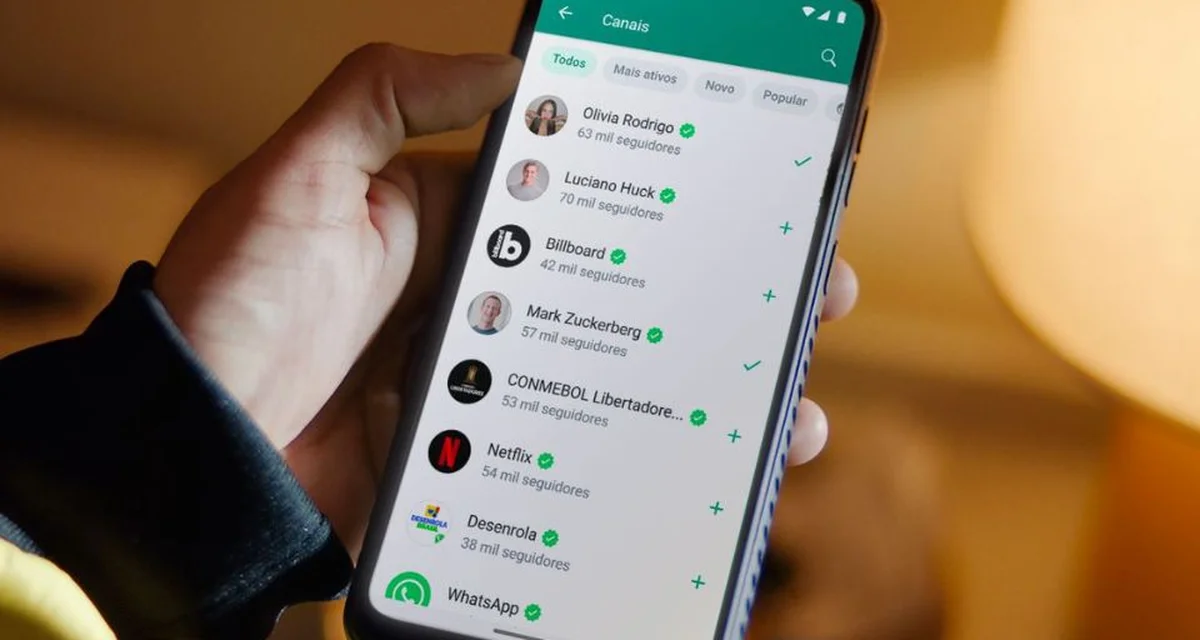 Canais
Todos
Mais ativos
Novo
Popular
Olivia Rodrigo
63 mil seguidores
Luciano Huck
70 mil seguidores
billboard
b
Billboard
42 mil seguidores
Mark Zuckerberg
57 mil seguidores
CONMEBOL Libertadore...
53 mil seguidores
N
Netflix
54 mil seguidores
DESENROLA
BRASIL
Desenrola
38 mil seguidores
WhatsApp